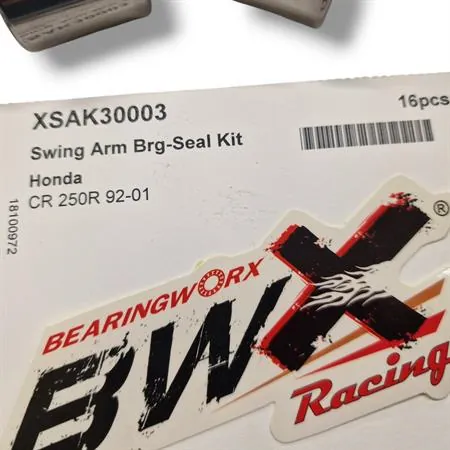 XSAK30003
16pcs
Swing Arm Brg-Seal Kit
Honda
CR 250R 92-01
18100972
®
BEARINGWORX
BWX
Racing